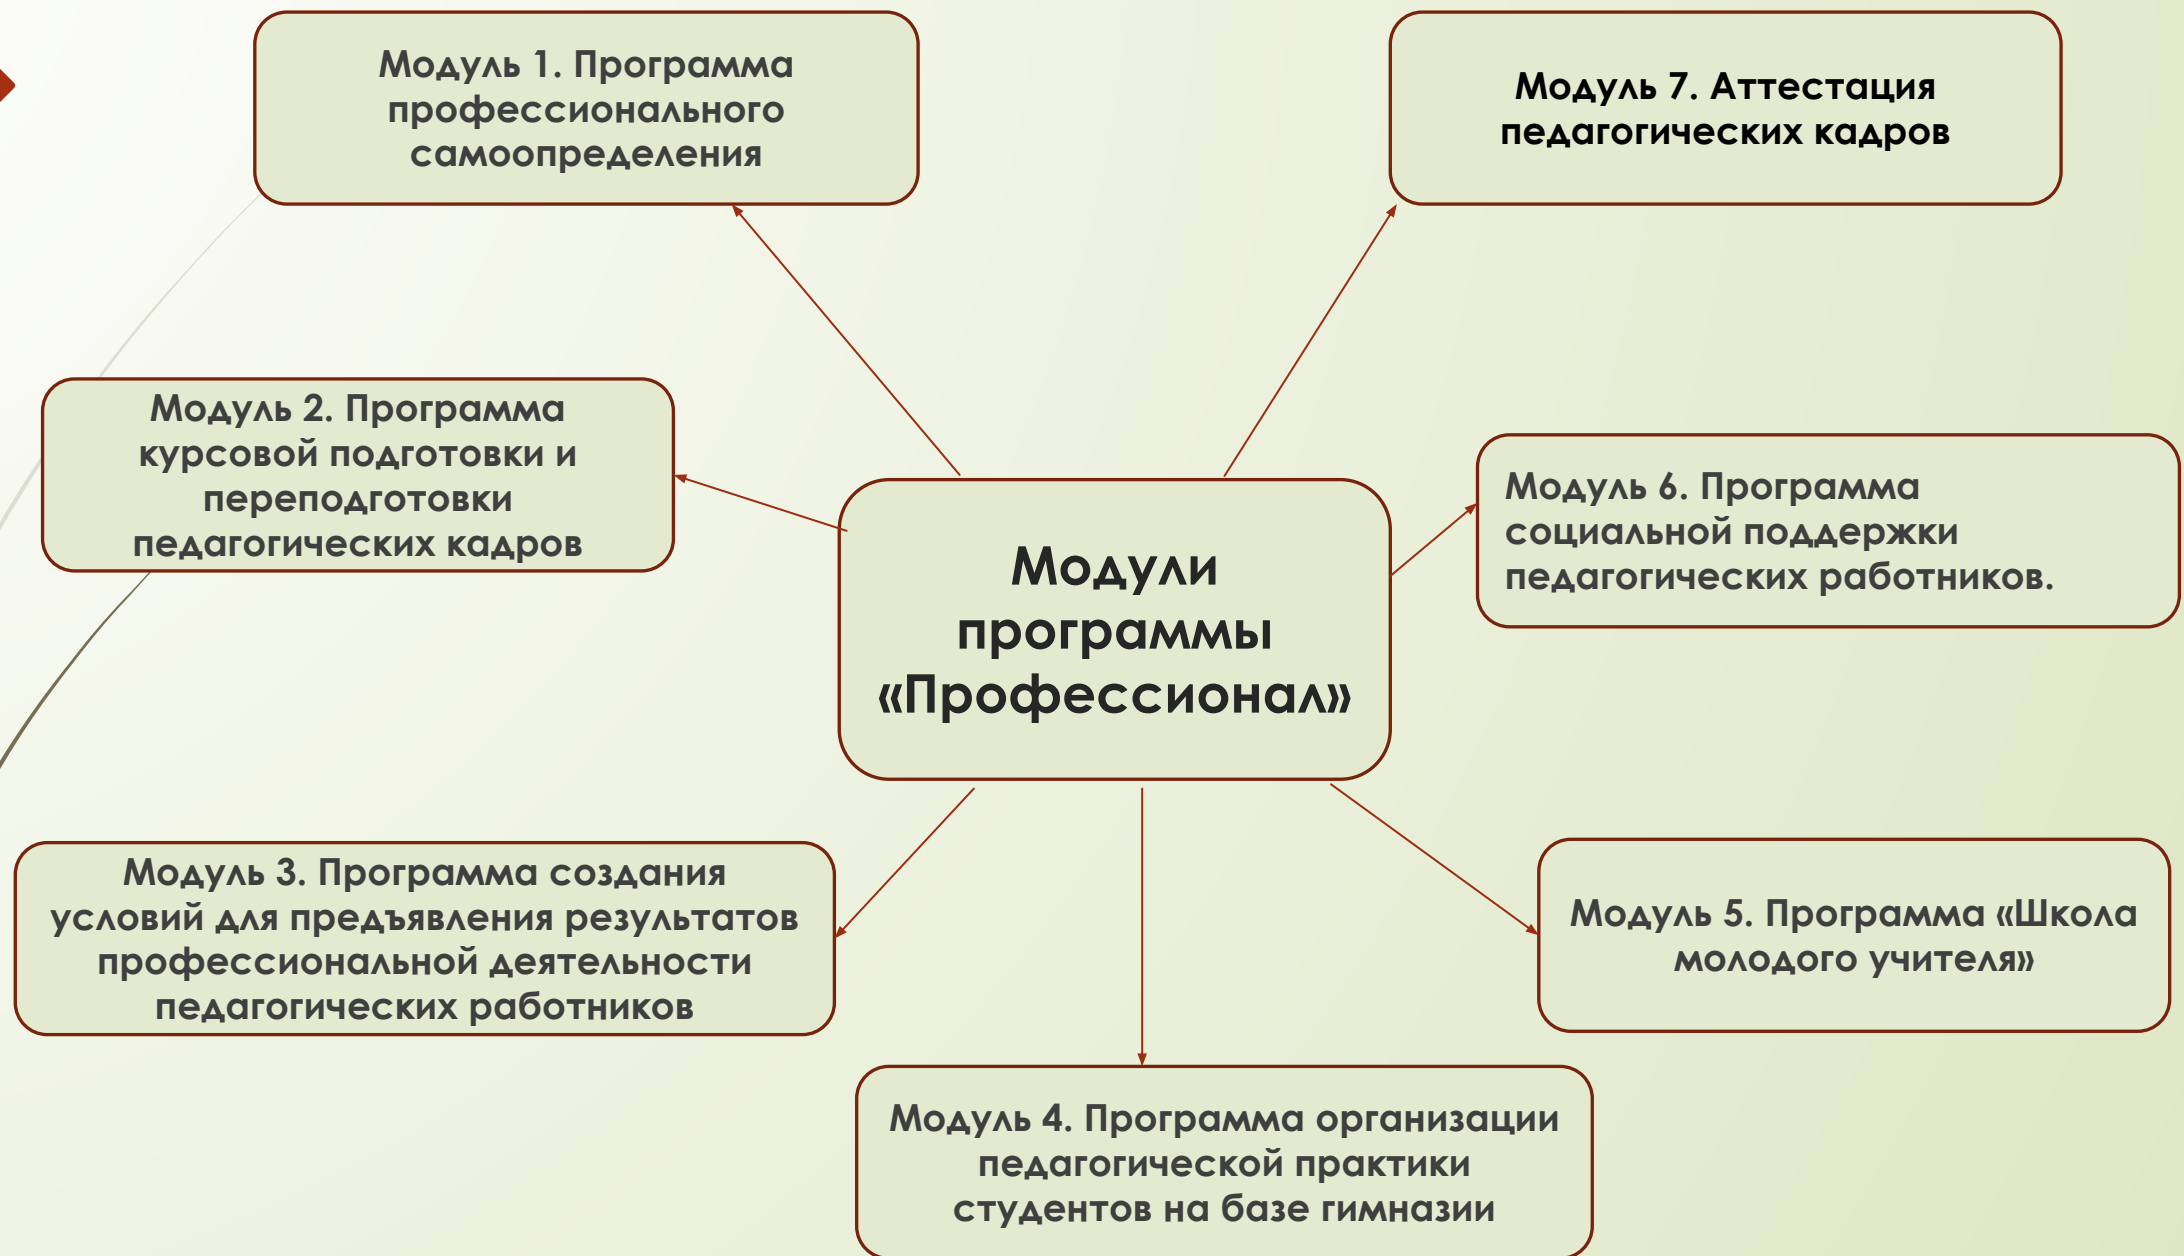 Модуль 1. Программа
профессионального
самоопределения
Модуль 7. Аттестация
педагогических кадров
Модуль 2. Программа
курсовой подготовки и
переподготовки
педагогических кадров
Модуль 6. Программа
социальной поддержки
педагогических работников.
Модули
программы
«Профессионал»
Модуль 3. Программа создания
условий для предъявления результатов
профессиональной деятельности
педагогических работников
Модуль 5. Программа «Школа
молодого учителя»
Модуль 4. Программа организации
педагогической практики
студентов на базе гимназии